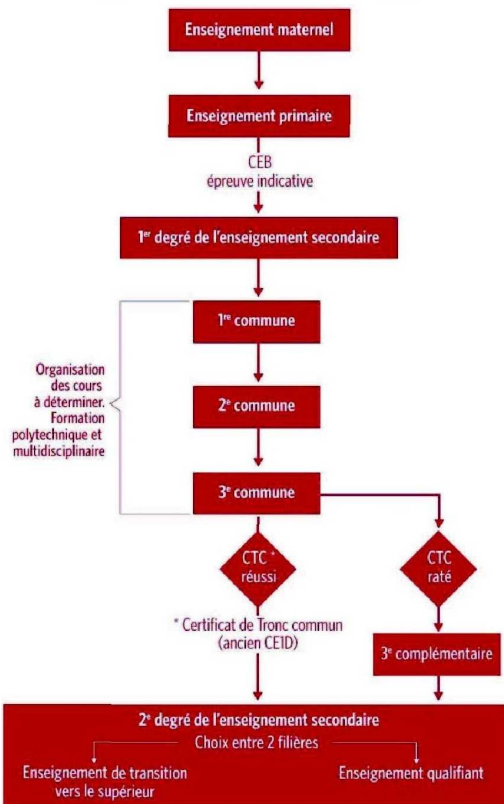 Enseignement maternel
Enseignement primaire
CEB
épreuve indicative
1er degré de l'enseignement secondaire
1re commune
Organisation
des cours
à déterminer.
Formation
polytechnique et
multidisciplinaire
2e commune
3e commune
CTC *
réussi
CTC
raté
* Certificat de Tronc commun
(ancien CE1D)
3e complémentaire
2e degré de l'enseignement secondaire
Choix entre 2 filières
Enseignement de transition
vers le supérieur
Enseignement qualifiant